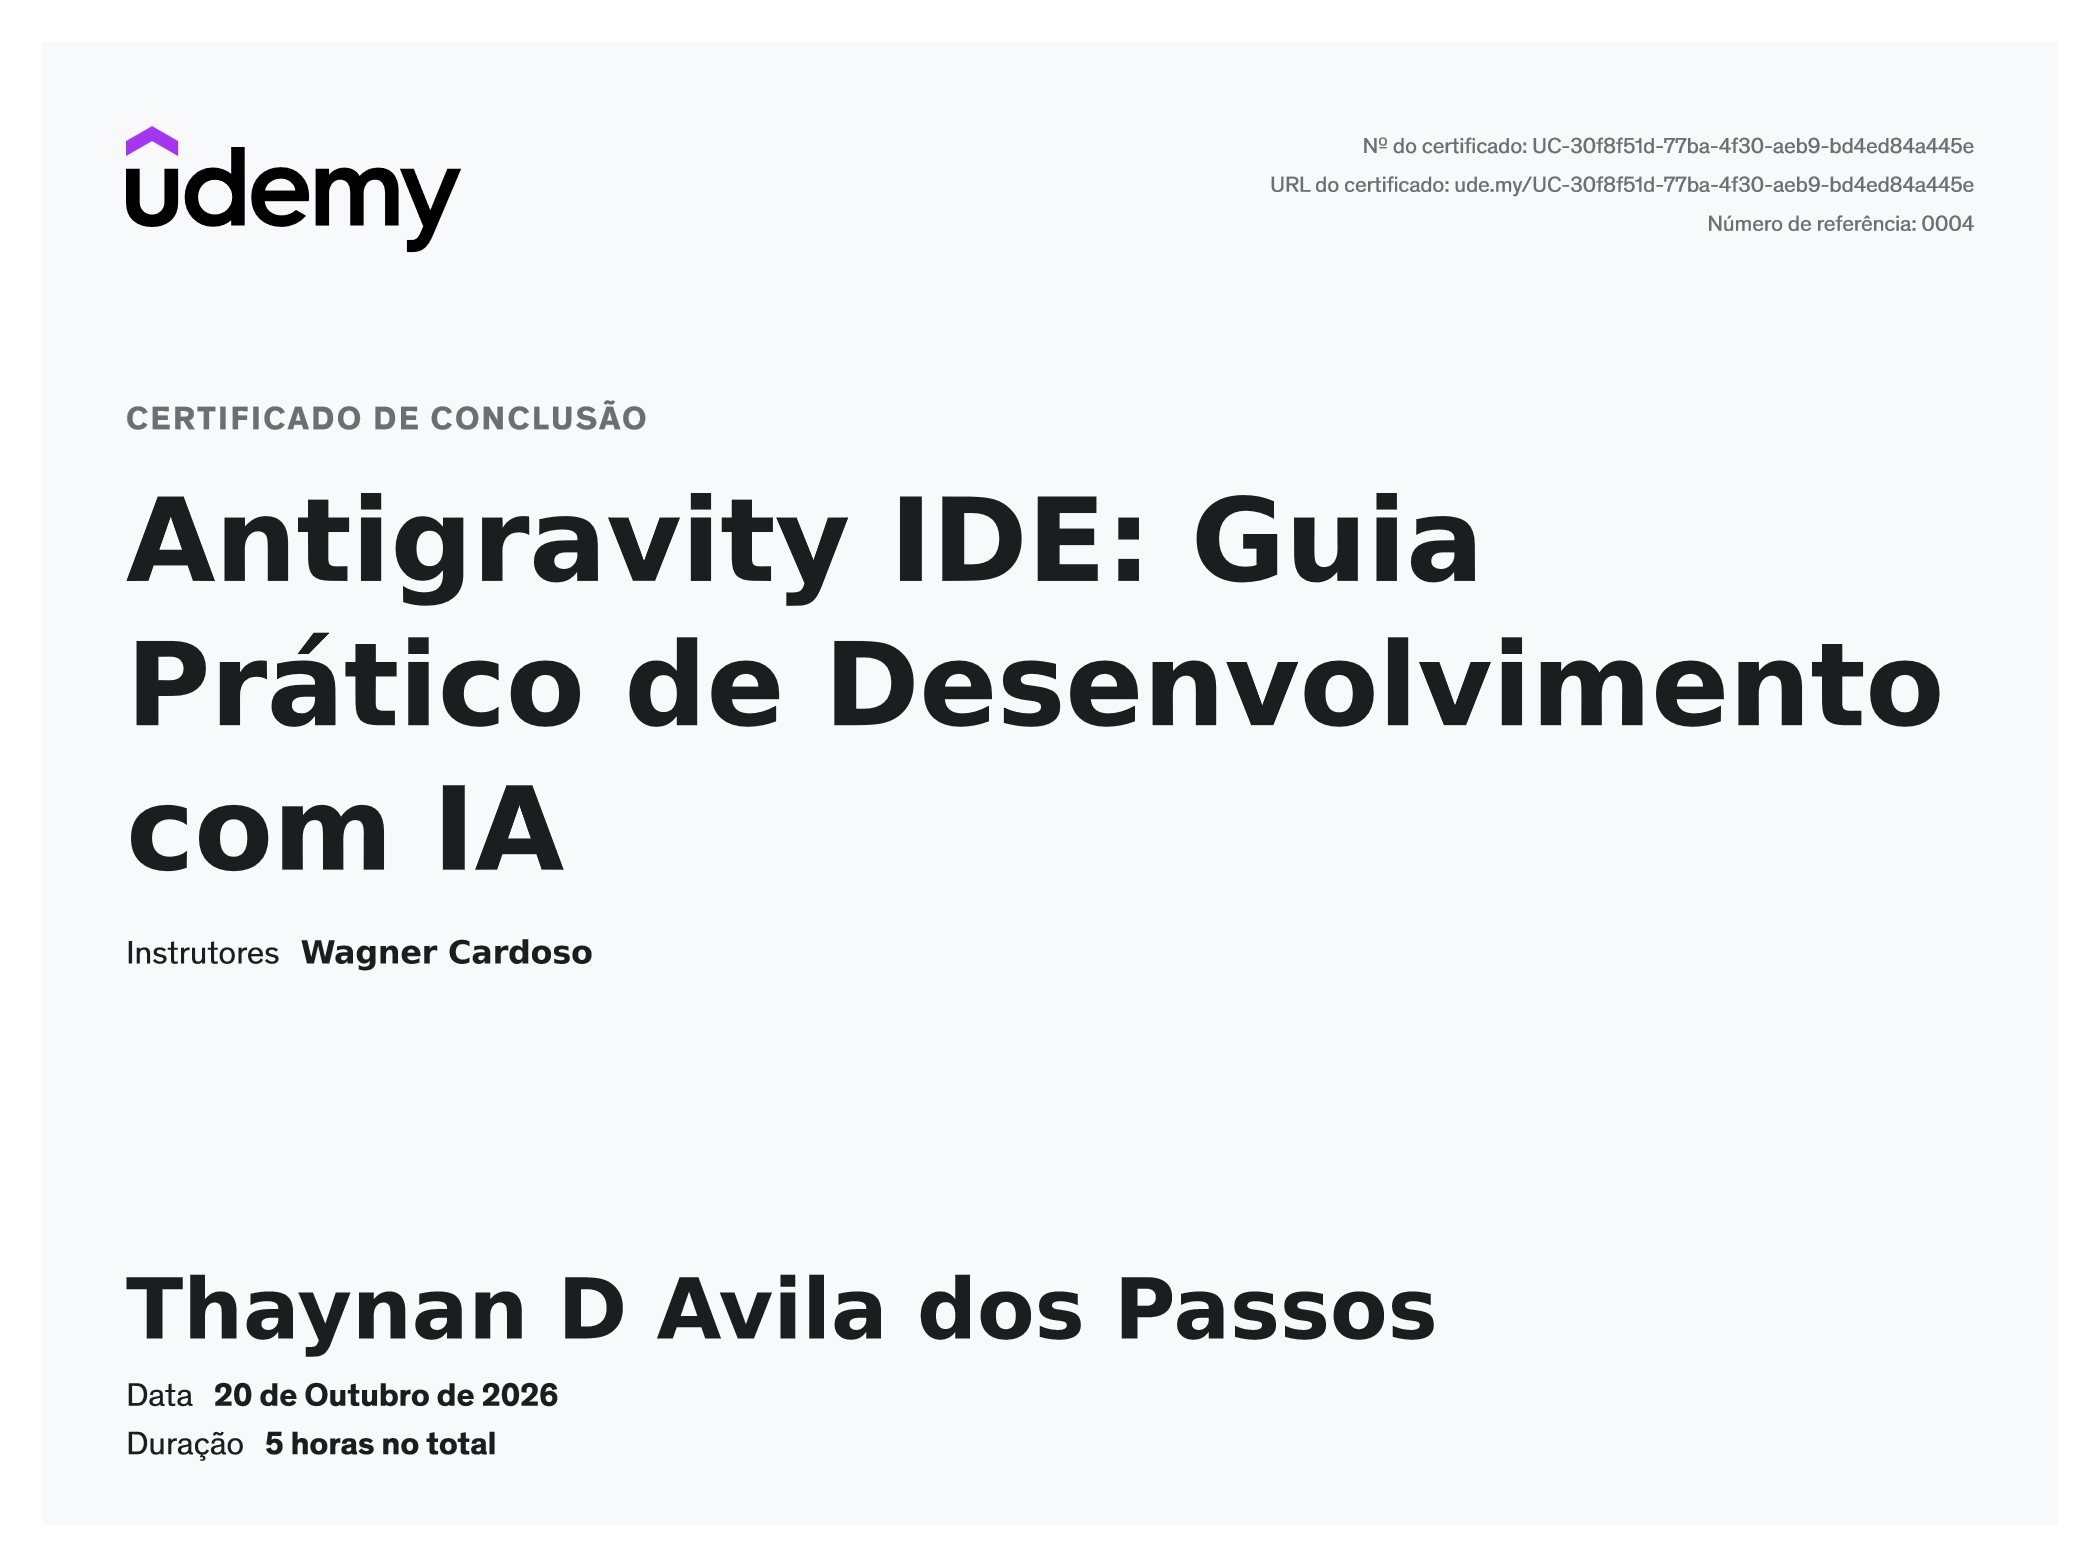 udemy
Nº do certificado: UC-30f8f51d-77ba-4f30-aeb9-bd4ed84a445e
URL do certificado: ude.my/UC-30f8f51d-77ba-4f30-aeb9-bd4ed84a445e
Número de referência: 0004
CERTIFICADO DE CONCLUSÃO
Antigravity IDE: Guia
Prático de Desenvolvimento
com IA
Instrutores Wagner Cardoso
Thaynan D Avila dos Passos
Data 20 de Outubro de 2026
Duração 5 horas no total